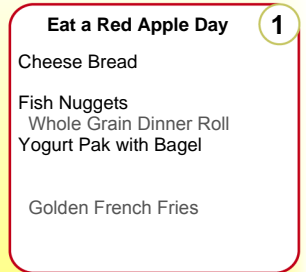 Eat a Red Apple Day
1
Cheese Bread
Fish Nuggets
Whole Grain Dinner Roll
Yogurt Pak with Bagel
Golden French Fries